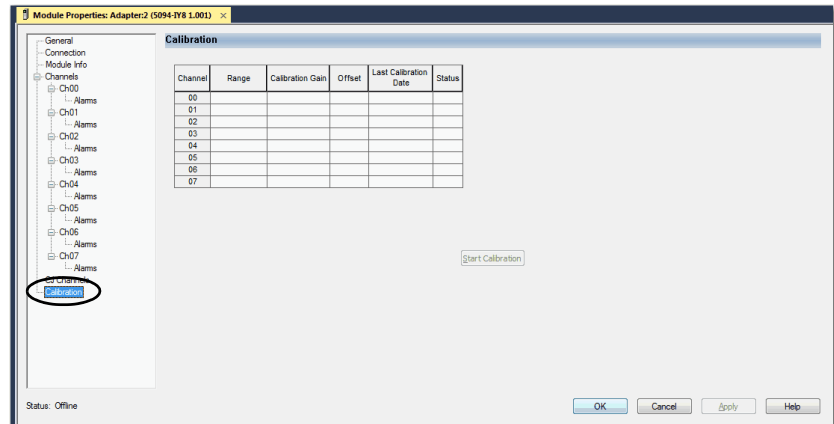 Module Properties: Adapter:2 (5094-IY8 1.001) ×
General
Connection
Module Info
Channels
Ch00
Alarms
Ch01
Alarms
Ch02
Alarms
Ch03
Alarms
Ch04
Alarms
Ch05
Alarms
Ch06
Alarms
Ch07
Alarms
CJ Channels
Calibration
Calibration
Channel Range Calibration Gain Offset Last Calibration Date Status
00
01
02
03
04
05
06
07
Start Calibration
Status: Offline
OK Cancel Apply Help